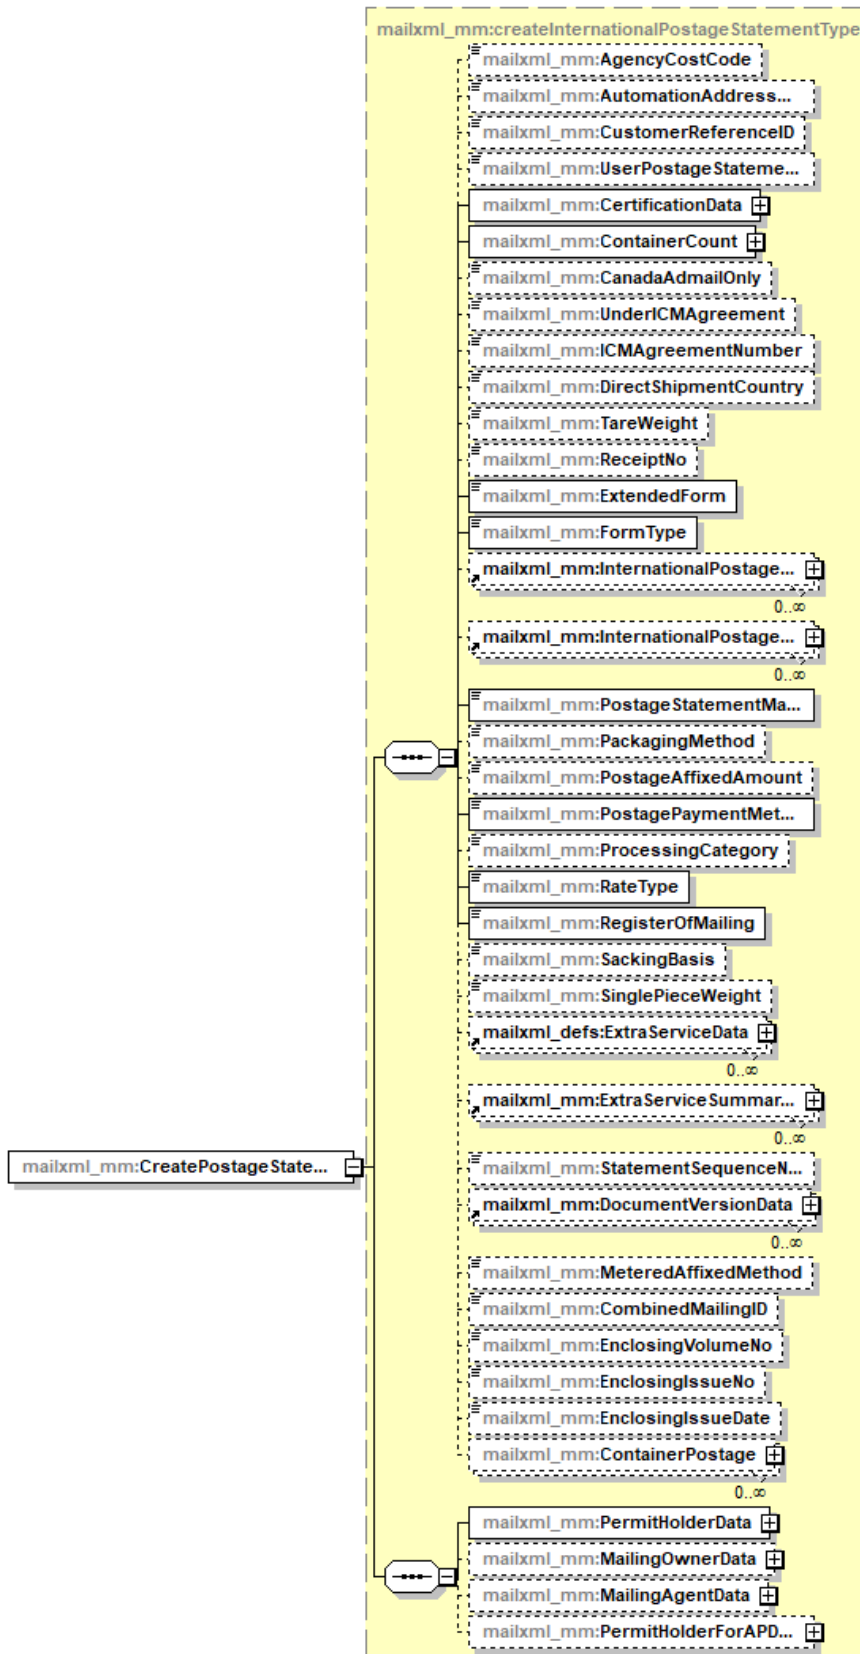 mailxml_mm:createInternationalPostageStatementType
mailxml_mm:AgencyCostCode
mailxml_mm:AutomationAddress...
mailxml_mm:CustomerReferenceID
mailxml_mm:UserPostageStateme...
mailxml_mm:CertificationData
mailxml_mm:ContainerCount
mailxml_mm:CanadaAdmailOnly
mailxml_mm:UnderICMAgreement
mailxml_mm:ICMAgreementNumber
mailxml_mm:DirectShipmentCountry
mailxml_mm:TareWeight
mailxml_mm:ReceiptNo
mailxml_mm:ExtendedForm
mailxml_mm:FormType
mailxml_mm:InternationalPostage...
0..∞
mailxml_mm:InternationalPostage...
0..∞
mailxml_mm:PostageStatementMa...
mailxml_mm:PackagingMethod
mailxml_mm:PostageAffixedAmount
mailxml_mm:PostagePaymentMet...
mailxml_mm:ProcessingCategory
mailxml_mm:RateType
mailxml_mm:RegisterOfMailing
mailxml_mm:SackingBasis
mailxml_mm:SinglePieceWeight
mailxml_defs:ExtraServiceData
0..∞
mailxml_mm:ExtraServiceSummar...
0..∞
mailxml_mm:CreatePostageState...
mailxml_mm:StatementSequenceN...
mailxml_mm:DocumentVersionData
0..∞
mailxml_mm:MeteredAffixedMethod
mailxml_mm:CombinedMailingID
mailxml_mm:EnclosingVolumeNo
mailxml_mm:EnclosingIssueNo
mailxml_mm:EnclosingIssueDate
mailxml_mm:ContainerPostage
0..∞
mailxml_mm:PermitHolderData
mailxml_mm:MailingOwnerData
mailxml_mm:MailingAgentData
mailxml_mm:PermitHolderForAPD...